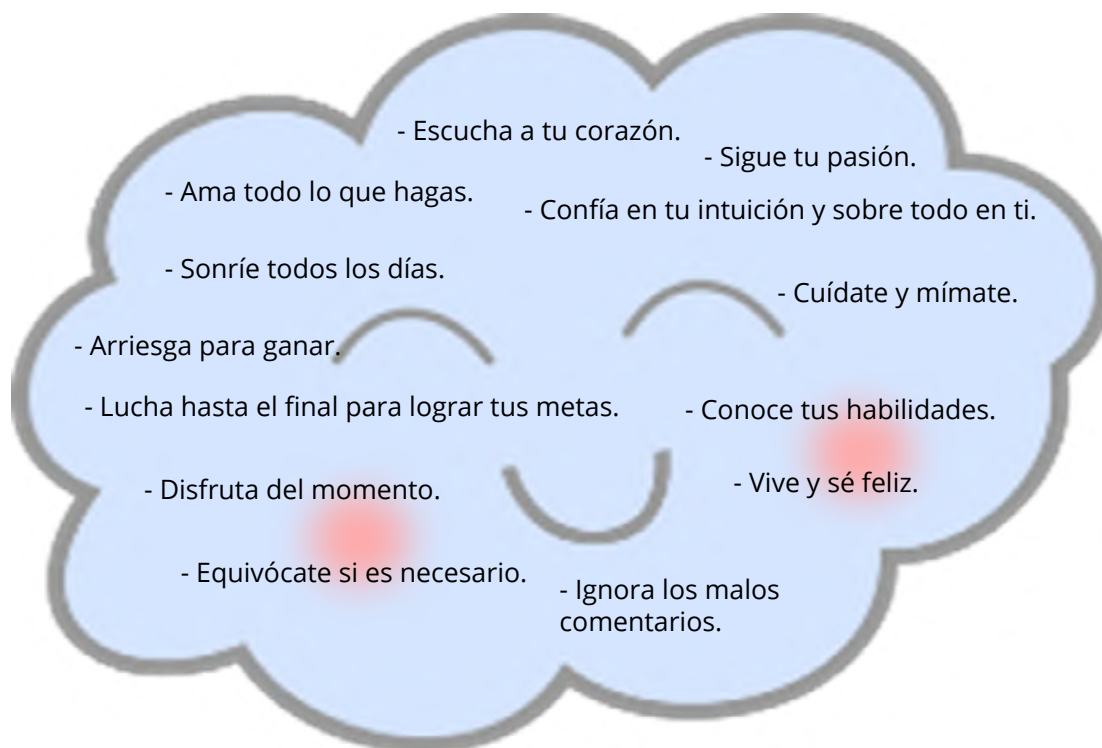 - Escucha a tu corazón.
- Sigue tu pasión.
- Ama todo lo que hagas.
- Confía en tu intuición y sobre todo en ti.
- Sonríe todos los días.
- Cuídate y mímate.
- Arriesga para ganar.
- Lucha hasta el final para lograr tus metas.
- Conoce tus habilidades.
- Disfruta del momento.
- Vive y sé feliz.
- Equivócate si es necesario.
- Ignora los malos
comentarios.